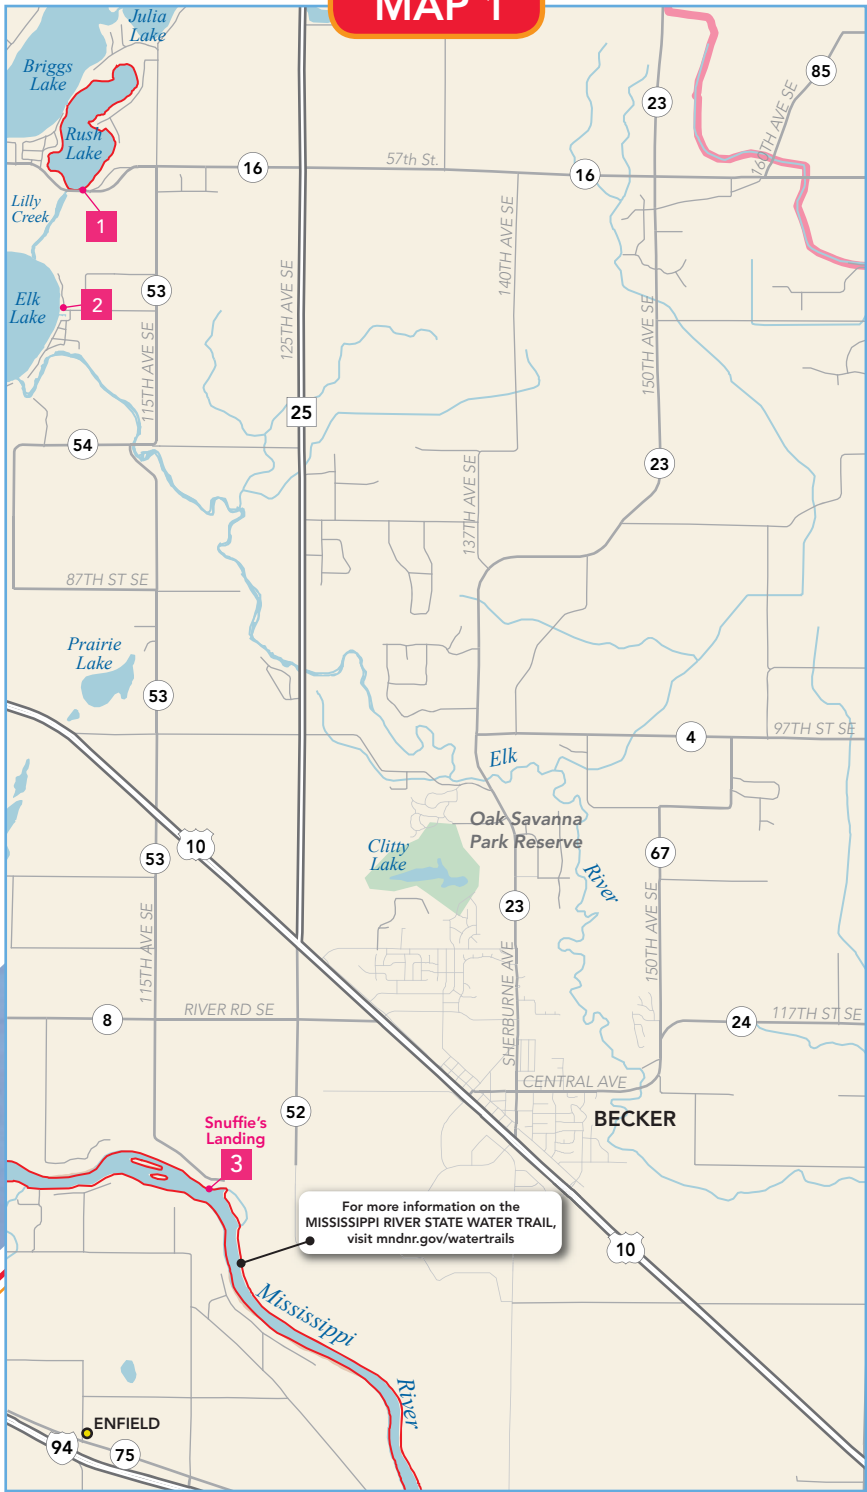 MAP 1
Julia
Lake
Briggs
Lake
Rush
Lake
85
23
160TH AVE SE
16
57th St.
16
Lilly
Creek
1
140TH AVE SE
125TH AVE SE
Elk
Lake
2
53
115TH AVE SE
150TH AVE SE
25
54
23
137TH AVE SE
87TH ST SE
Prairie
Lake
53
4
97TH ST SE
Elk
Oak Savanna
Park Reserve
10
53
Clitty
Lake
67
River
23
115TH AVE SE
150TH AVE SE
SHERBURNE AVE
8
RIVER RD SE
24
117TH ST SE
CENTRAL AVE
52
BECKER
Snuffie's
Landing
3
For more information on the
MISSISSIPPI RIVER STATE WATER TRAIL,
visit mndnr.gov/watertrails
10
Mississippi
River
ENFIELD
94
75